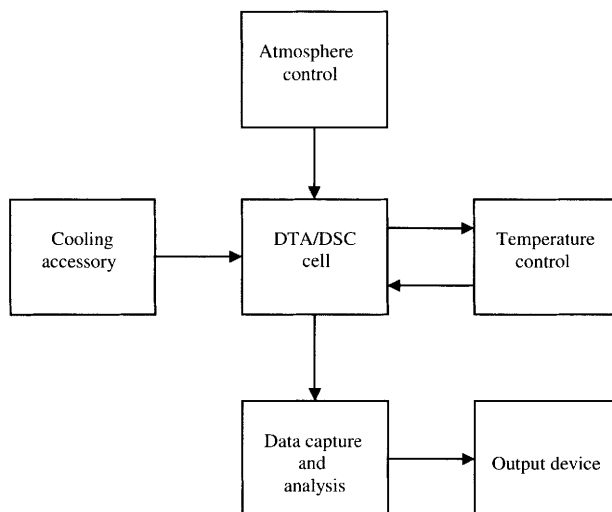 Atmosphere
control
Cooling
accessory
DTA/DSC
cell
Temperature
control
Data capture
and
analysis
Output device